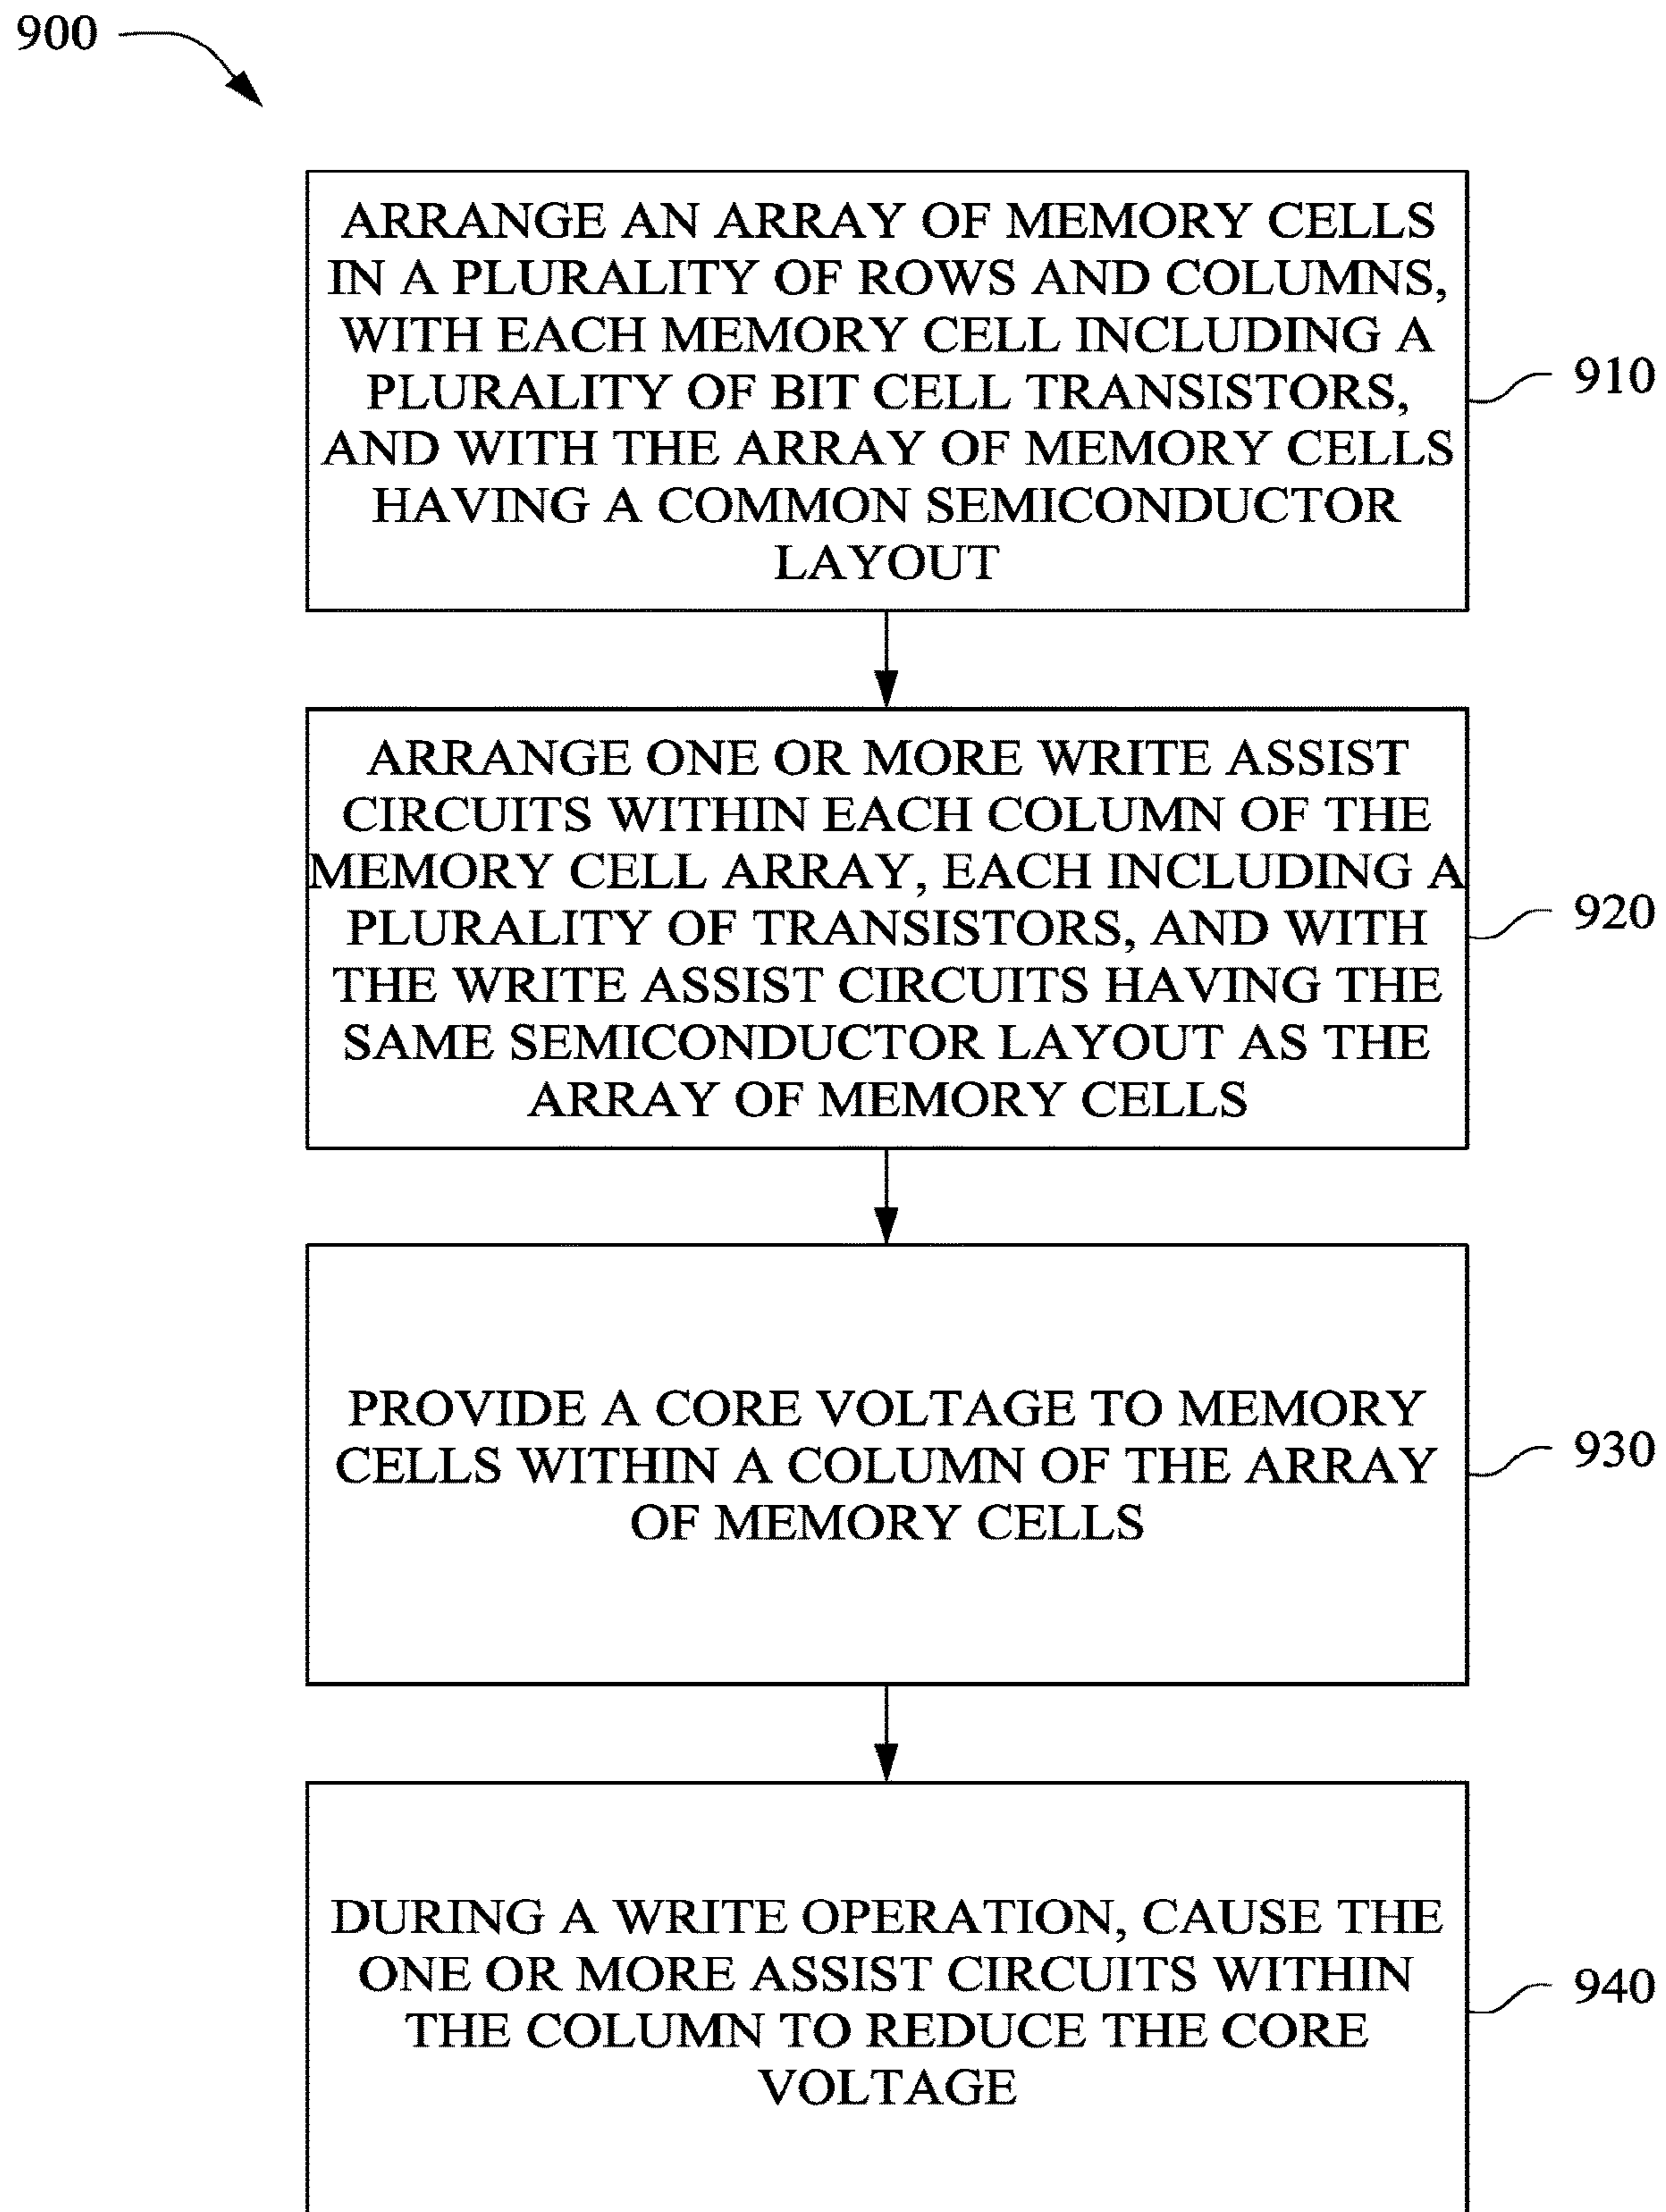 900
ARRANGE AN ARRAY OF MEMORY CELLS
IN A PLURALITY OF ROWS AND COLUMNS,
WITH EACH MEMORY CELL INCLUDING A
PLURALITY OF BIT CELL TRANSISTORS,
AND WITH THE ARRAY OF MEMORY CELLS
HAVING A COMMON SEMICONDUCTOR
LAYOUT
910
ARRANGE ONE OR MORE WRITE ASSIST
CIRCUITS WITHIN EACH COLUMN OF THE
MEMORY CELL ARRAY, EACH INCLUDING A
PLURALITY OF TRANSISTORS, AND WITH
THE WRITE ASSIST CIRCUITS HAVING THE
SAME SEMICONDUCTOR LAYOUT AS THE
ARRAY OF MEMORY CELLS
920
PROVIDE A CORE VOLTAGE TO MEMORY
CELLS WITHIN A COLUMN OF THE ARRAY
OF MEMORY CELLS
930
DURING A WRITE OPERATION, CAUSE THE
ONE OR MORE ASSIST CIRCUITS WITHIN
THE COLUMN TO REDUCE THE CORE
VOLTAGE
940